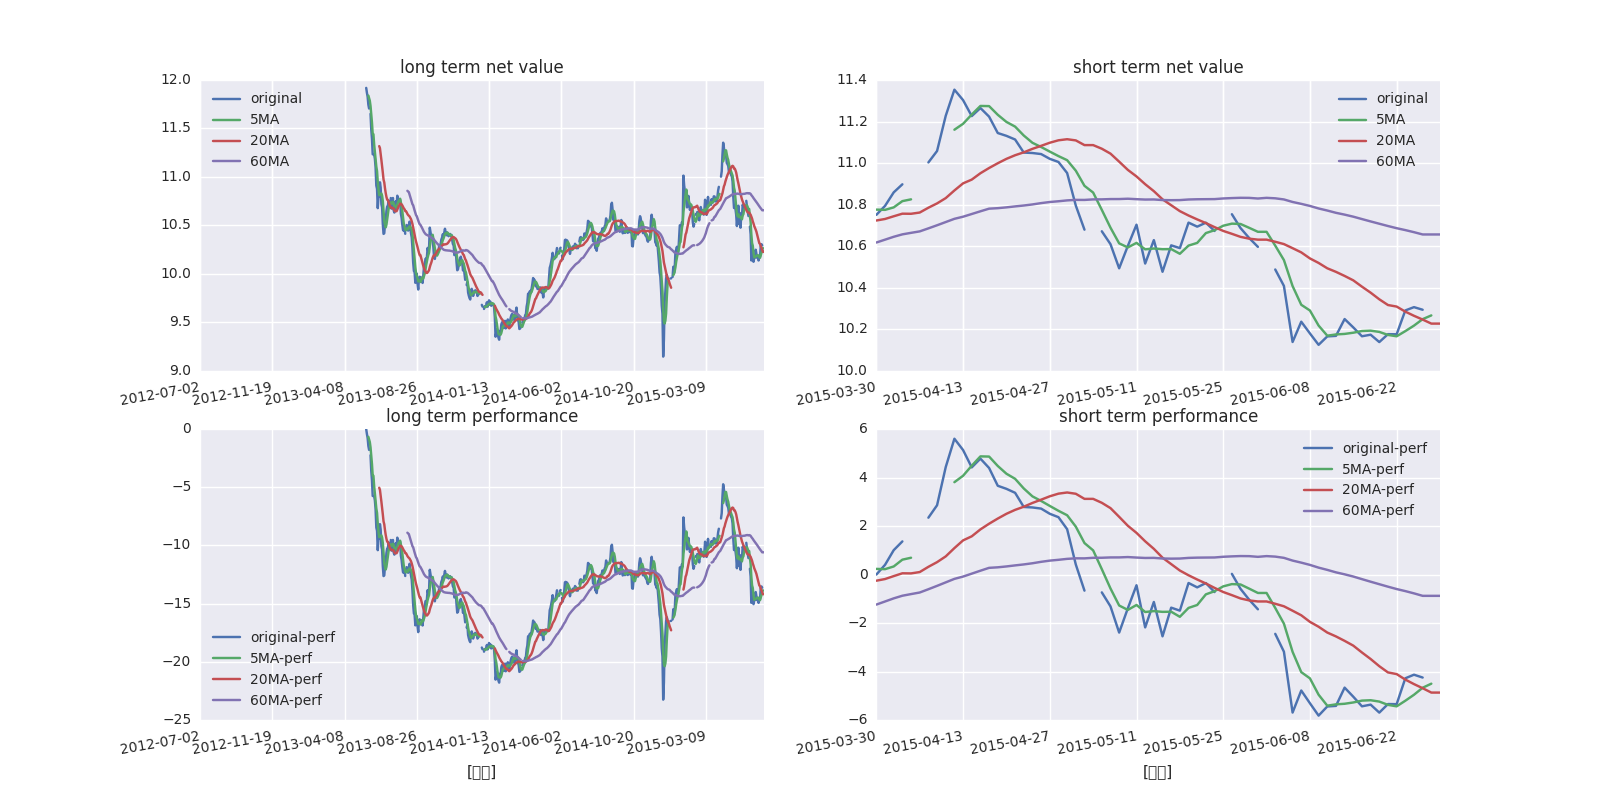 long term net value
12.0
11.5
11.0
10.5
10.0
9.5
9.0
original
5MA
20MA
60MA
2012-07-02
2012-11-19
2013-04-08
2013-08-26
2014-01-13
2014-06-02
2014-10-20
2015-03-09
short term net value
11.4
11.2
11.0
10.8
10.6
10.4
10.2
10.0
original
5MA
20MA
60MA
2015-03-30
2015-04-13
2015-04-27
2015-05-11
2015-05-25
2015-06-08
2015-06-22
long term performance
0
−5
−10
−15
−20
−25
original-perf
5MA-perf
20MA-perf
60MA-perf
2012-07-02
2012-11-19
2013-04-08
2013-08-26
2014-01-13
2014-06-02
2014-10-20
2015-03-09
short term performance
6
4
2
0
−2
−4
−6
original-perf
5MA-perf
20MA-perf
60MA-perf
2015-03-30
2015-04-13
2015-04-27
2015-05-11
2015-05-25
2015-06-08
2015-06-22